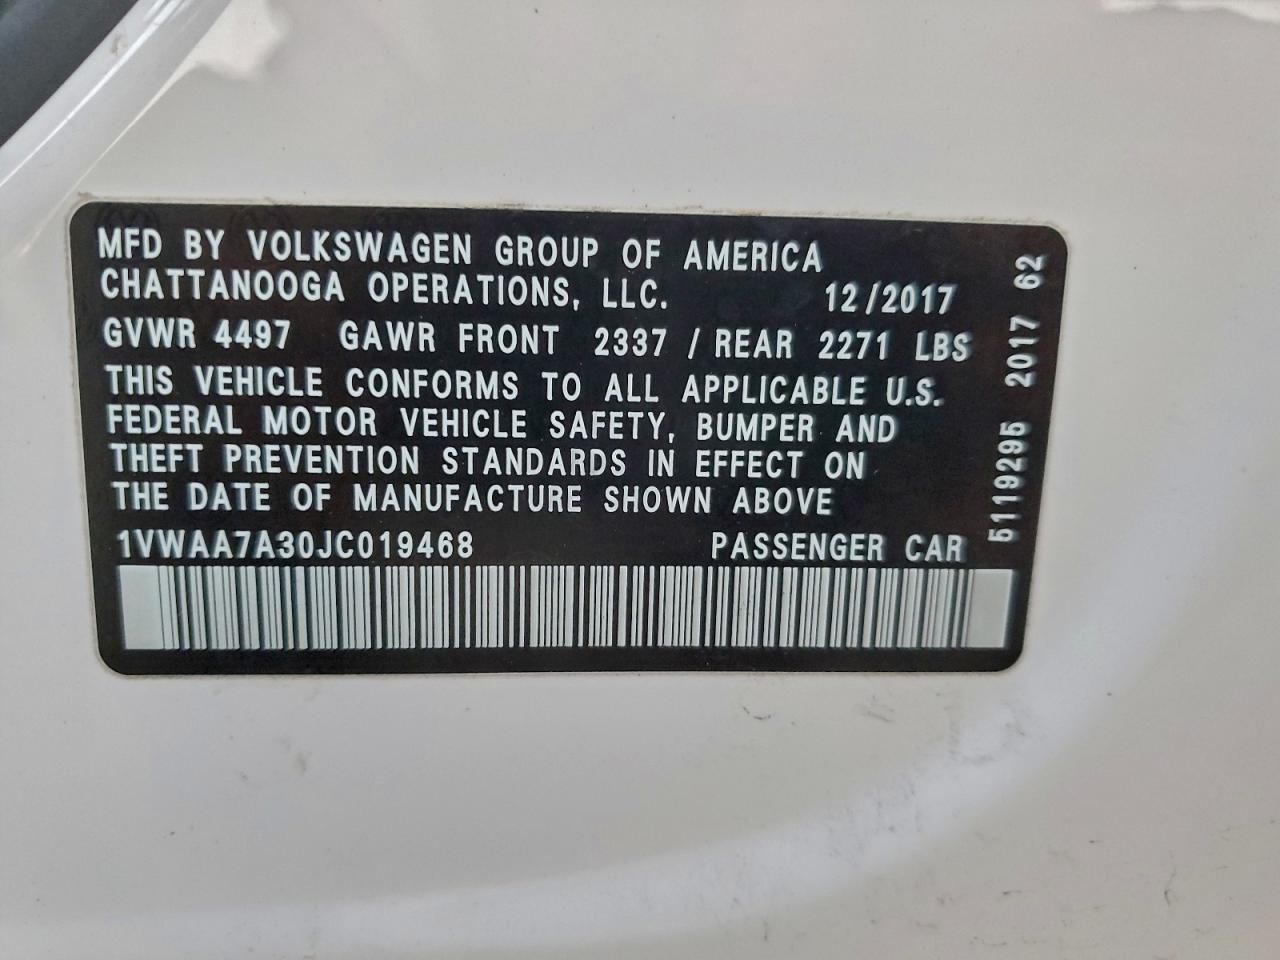 MFD BY VOLKSWAGEN GROUP OF AMERICA
CHATTANOOGA OPERATIONS, LLC. 12/2017
GVWR 4497 GAWR FRONT 2337 / REAR 2271 LBS
THIS VEHICLE CONFORMS TO ALL APPLICABLE U.S.
FEDERAL MOTOR VEHICLE SAFETY, BUMPER AND
THEFT PREVENTION STANDARDS IN EFFECT ON
THE DATE OF MANUFACTURE SHOWN ABOVE
1VWAA7A30JC019468 PASSENGER CAR
5119295 2017 62